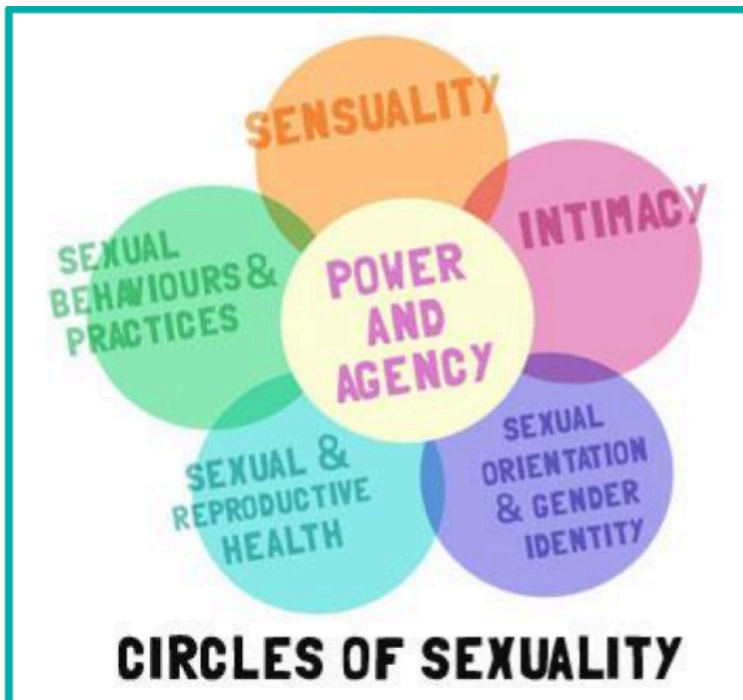 SENSUALITY
INTIMACY
SEXUAL
BEHAVIOURS &
PRACTICES
POWER
AND
AGENCY
SEXUAL &
REPRODUCTIVE
HEALTH
SEXUAL
ORIENTATION
& GENDER
IDENTITY
CIRCLES OF SEXUALITY